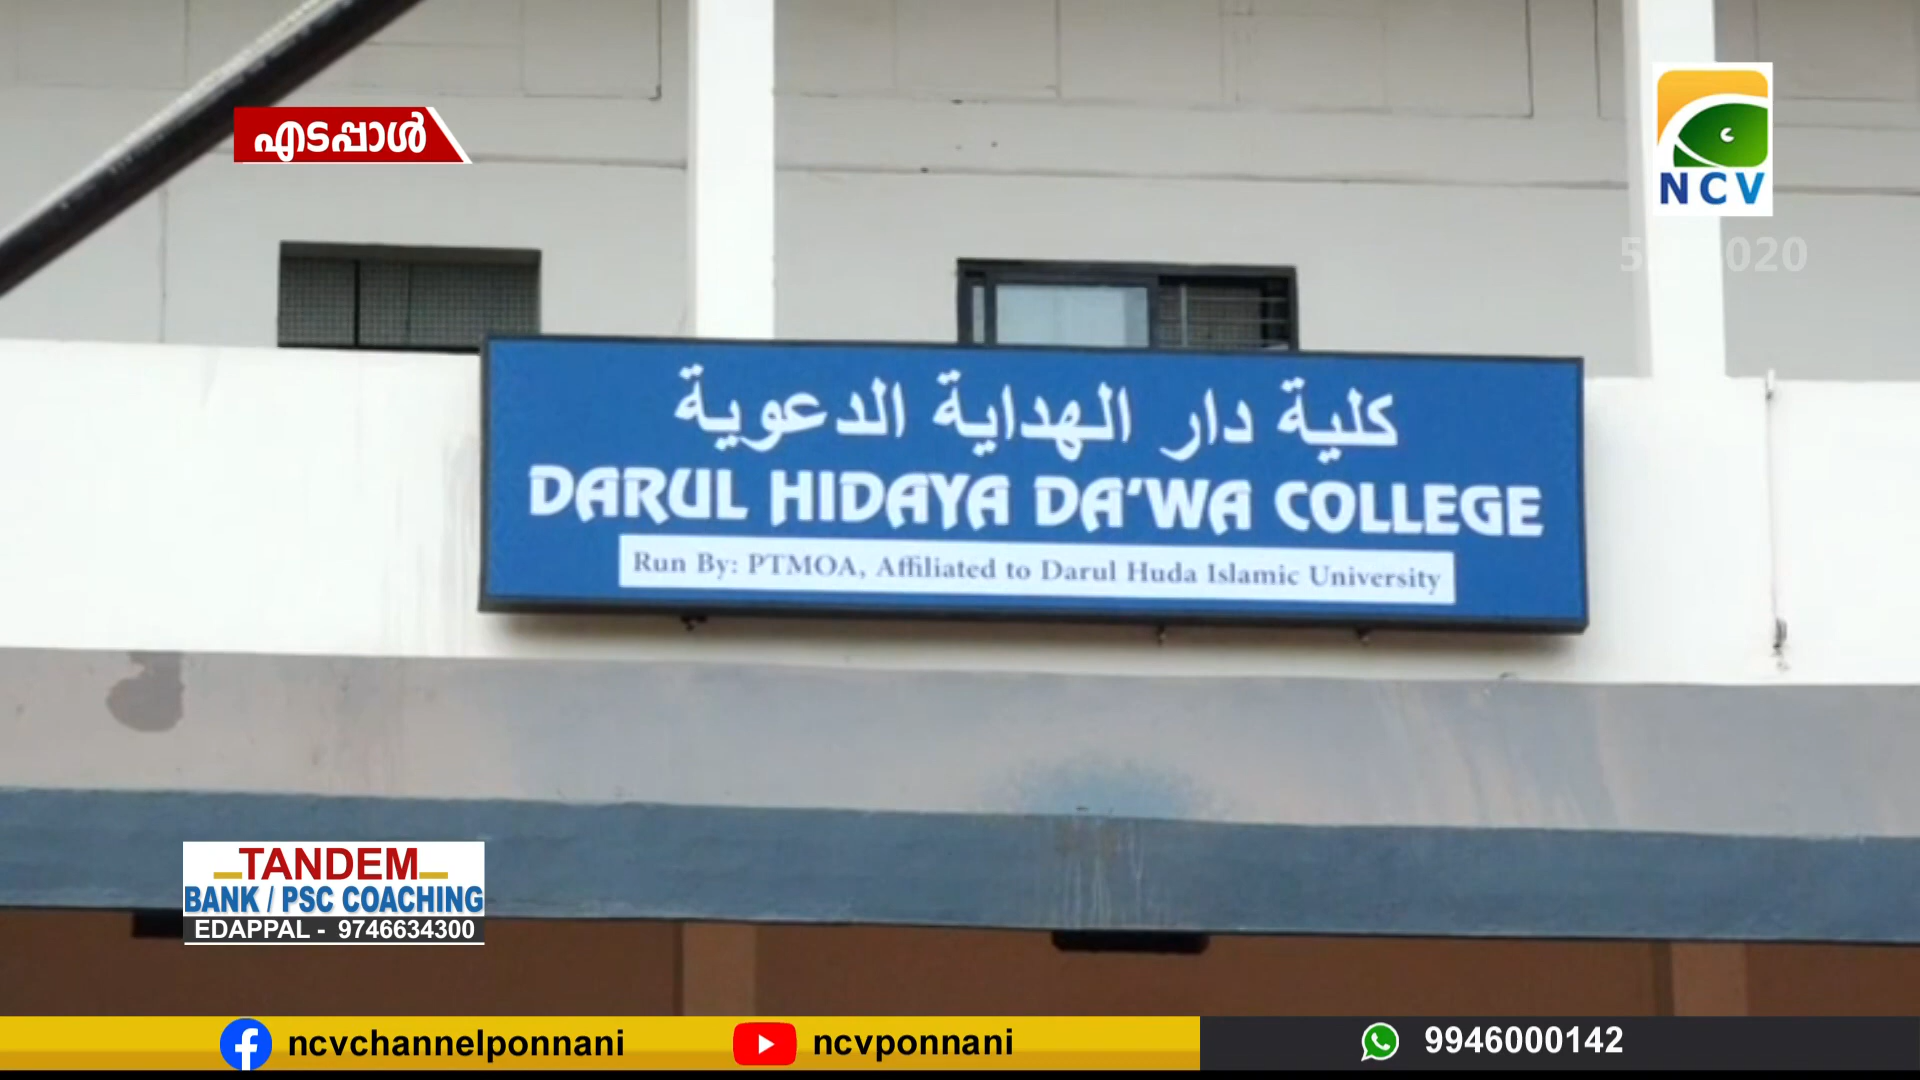 എടപ്പാൾ
NCV
كلية دار الهداية الدعوية
DARUL HIDAYA DA'WA COLLEGE
Run By: PTMOA, Affiliated to Darul Huda Islamic University
TANDEM
BANK / PSC COACHING
EDAPPAL - 9746634300
ncvchannelponnani
ncvponnani
9946000142